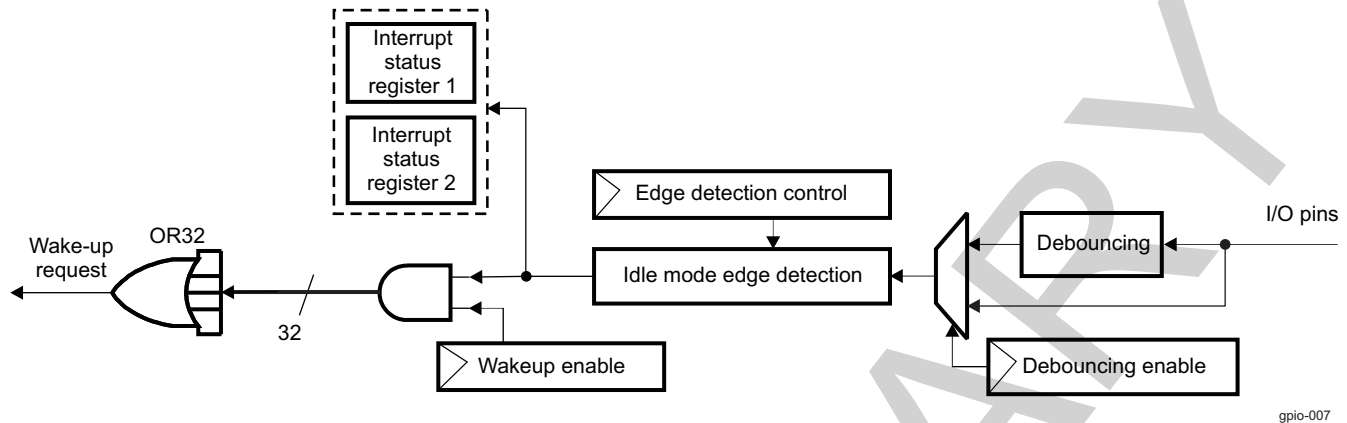 Interrupt
status
register 1
Interrupt
status
register 2
Edge detection control
I/O pins
Wake-up
request
OR32
Debouncing
Idle mode edge detection
32
Wakeup enable
Debouncing enable
gpio-007
ARY